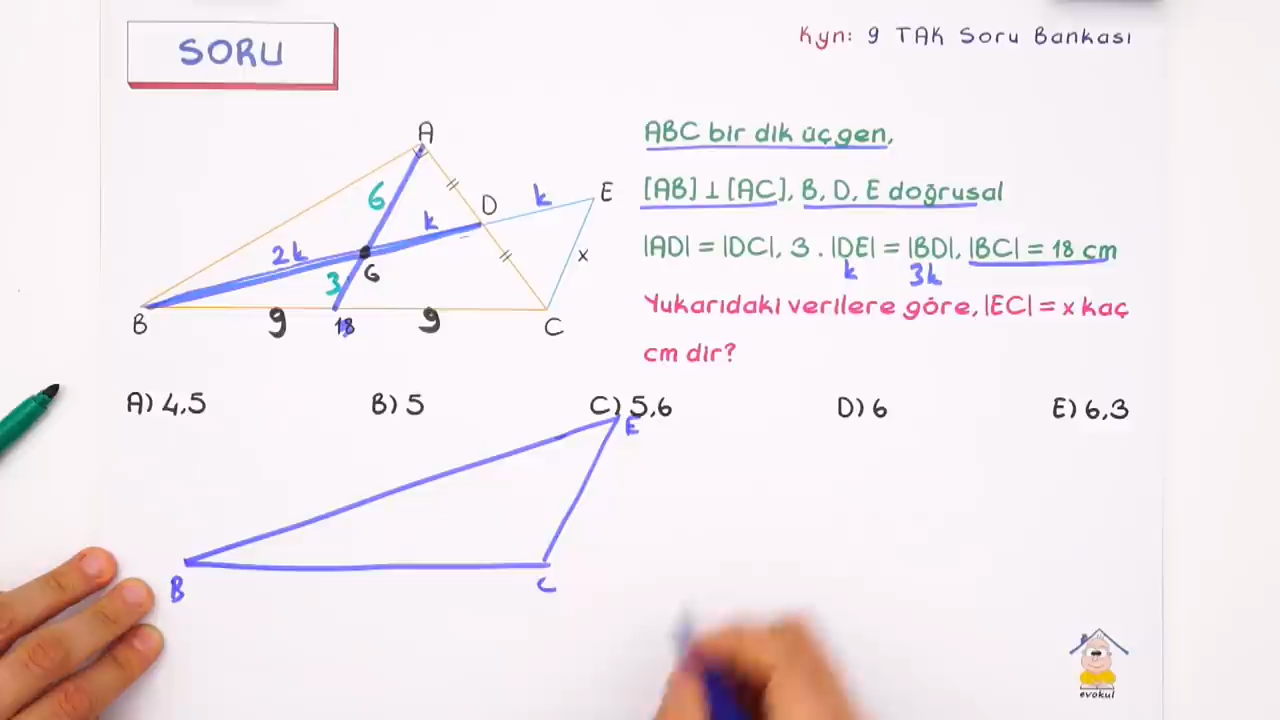 SORU
Kyn: 9 TAK Soru Bankası
A
6
D
k
E
k
2k
G
3
x
B
9
18
9
C
ABC bir dik üçgen,
[AB] ⊥ [AC], B, D, E doğrusal
|AD| = |DC|, 3 . |DE| = |BD|, |BC| = 18 cm
k 3k
Yukarıdaki verilere göre, |EC| = x kaç
cm dir?
A) 4,5 B) 5 C) 5,6 D) 6 E) 6,3
E
B
C
evokul